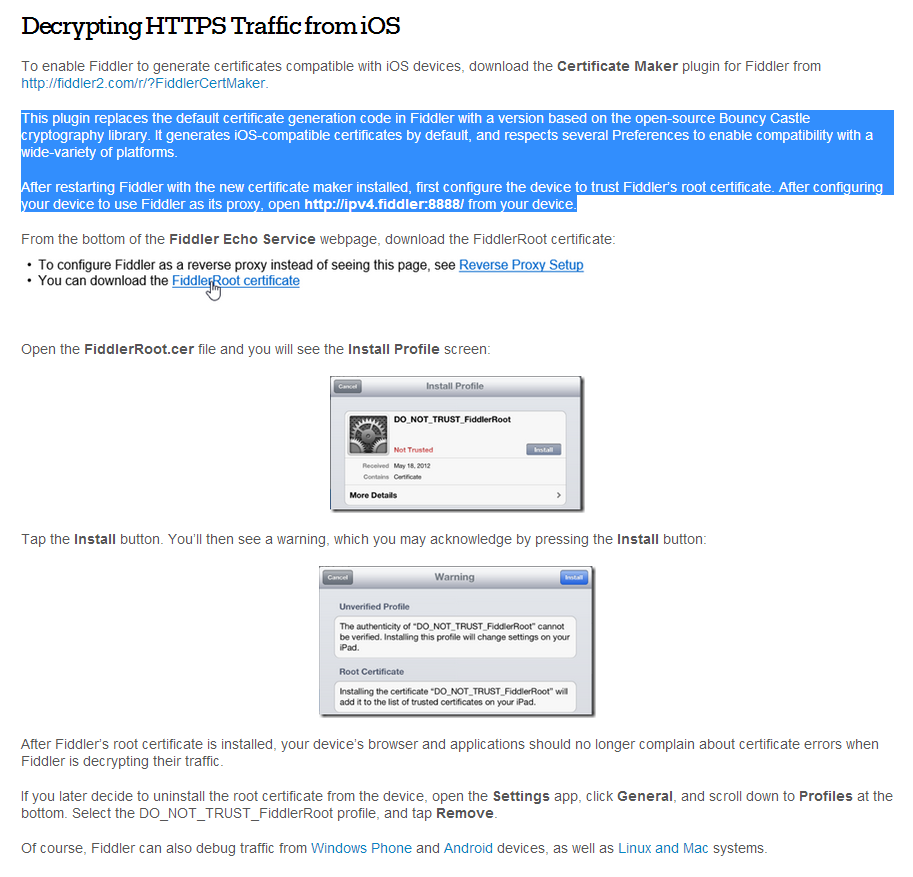 Decrypting HTTPS Traffic from iOS
To enable Fiddler to generate certificates compatible with iOS devices, download the Certificate Maker plugin for Fiddler from
http://fiddler2.com/r/?FiddlerCertMaker.
This plugin replaces the default certificate generation code in Fiddler with a version based on the open-source Bouncy Castle
cryptography library. It generates iOS-compatible certificates by default, and respects several Preferences to enable compatibility with a
wide-variety of platforms.
After restarting Fiddler with the new certificate maker installed, first configure the device to trust Fiddler's root certificate. After configuring
your device to use Fiddler as its proxy, open http://ipv4.fiddler:8888/ from your device.
From the bottom of the Fiddler Echo Service webpage, download the FiddlerRoot certificate:
• To configure Fiddler as a reverse proxy instead of seeing this page, see Reverse Proxy Setup
• You can download the FiddlerRoot certificate
Open the FiddlerRoot.cer file and you will see the Install Profile screen:
Cancel Install Profile
DO_NOT_TRUST_FiddlerRoot
Not Trusted Install
Received May 18, 2012
Contains Certificate
More Details
Tap the Install button. You'll then see a warning, which you may acknowledge by pressing the Install button:
Cancel Warning Install
Unverified Profile
The authenticity of "DO_NOT_TRUST_FiddlerRoot" cannot
be verified. Installing this profile will change settings on your
iPad.
Root Certificate
Installing the certificate "DO_NOT_TRUST_FiddlerRoot" will
add it to the list of trusted certificates on your iPad.
After Fiddler's root certificate is installed, your device's browser and applications should no longer complain about certificate errors when
Fiddler is decrypting their traffic.
If you later decide to uninstall the root certificate from the device, open the Settings app, click General, and scroll down to Profiles at the
bottom. Select the DO_NOT_TRUST_FiddlerRoot profile, and tap Remove.
Of course, Fiddler can also debug traffic from Windows Phone and Android devices, as well as Linux and Mac systems.